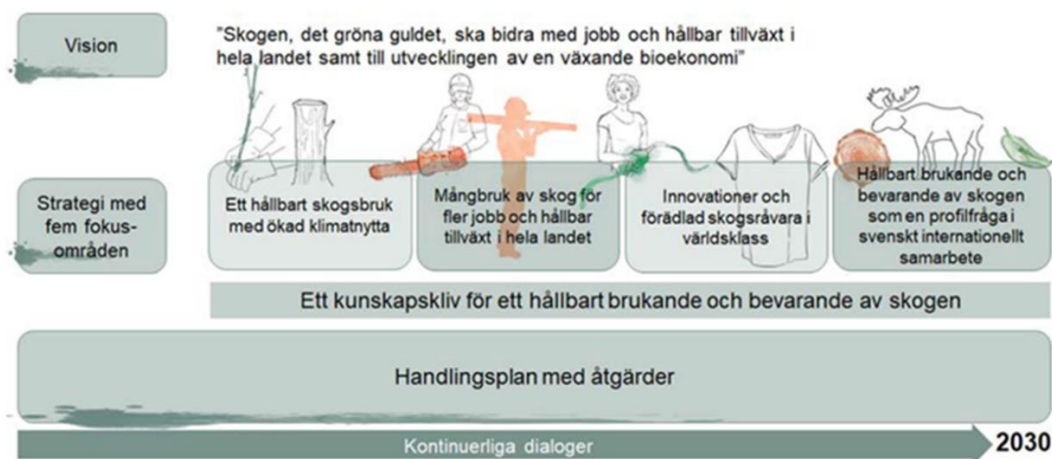 Vision
"Skogen, det gröna guldet, ska bidra med jobb och hållbar tillväxt i
hela landet samt till utvecklingen av en växande bioekonomi"
Strategi med
fem fokus-
områden
Ett hållbart skogsbruk
med ökad klimatnytta
Mångbruk av skog för
fler jobb och hållbar
tillväxt i hela landet
Innovationer och
förädlad skogsråvara i
världsklass
Hållbart brukande och
bevarande av skogen
som en profilfråga i
svenskt internationellt
samarbete
Ett kunskapskliv för ett hållbart brukande och bevarande av skogen
Handlingsplan med åtgärder
Kontinuerliga dialoger
2030